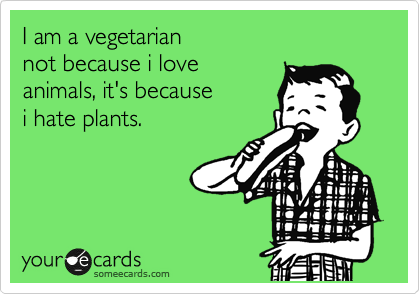 I am a vegetarian
not because i love
animals, it's because
i hate plants.
your e cards
someecards.com